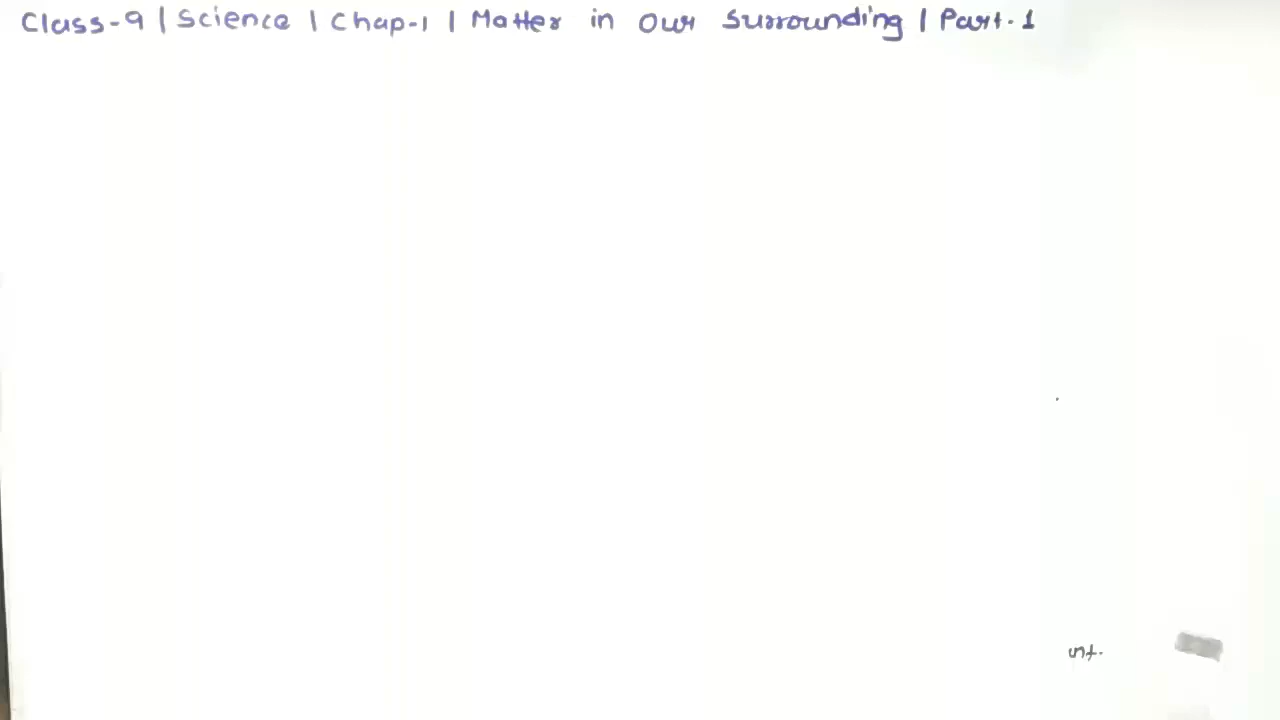 Class-9 | Science | Chap-1 | Matter in Our Surrounding | Part-1